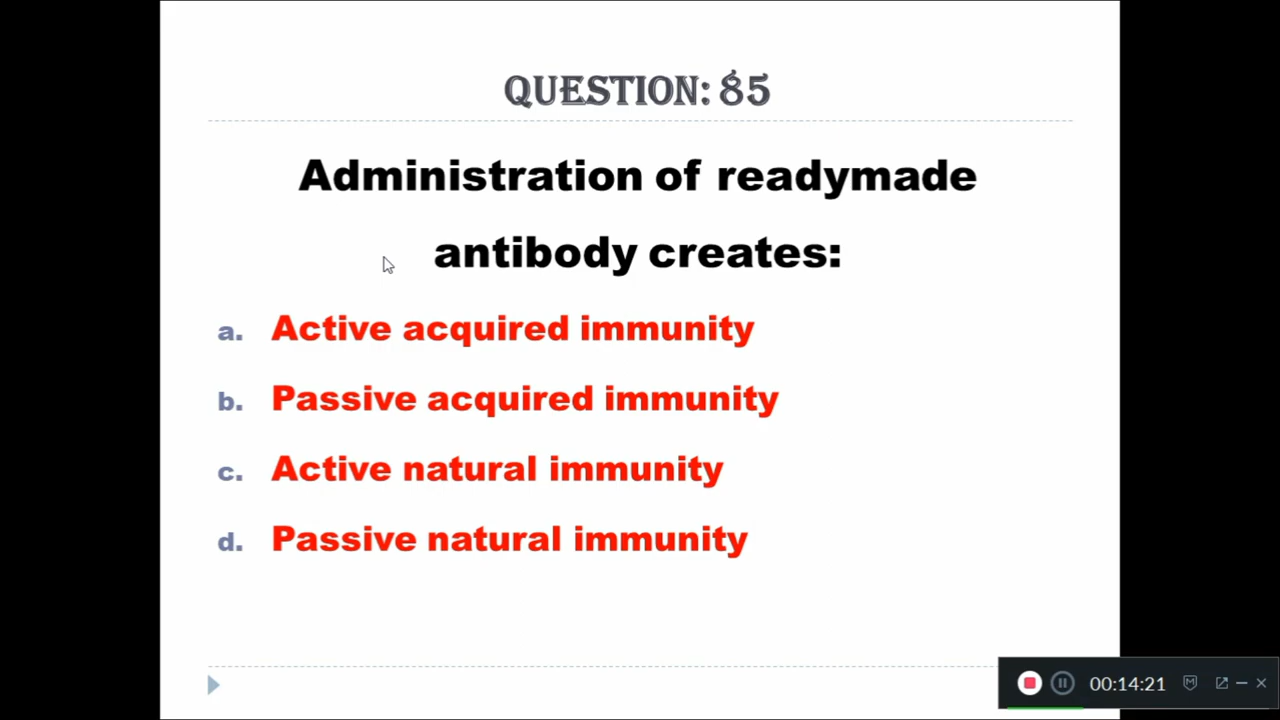 QUESTION: 85
Administration of readymade
antibody creates:
a. Active acquired immunity
b. Passive acquired immunity
c. Active natural immunity
d. Passive natural immunity
00:14:21